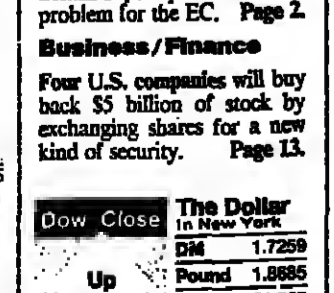 problem for the EC. Page 2.
Business/Finance
Four U.S. companies will buy
back $5 billion of stock by
exchanging shares for a new
kind of security. Page 13.
Dow Close
The Dollar
in New York
DM 1.7259
Up
Pound 1.8685